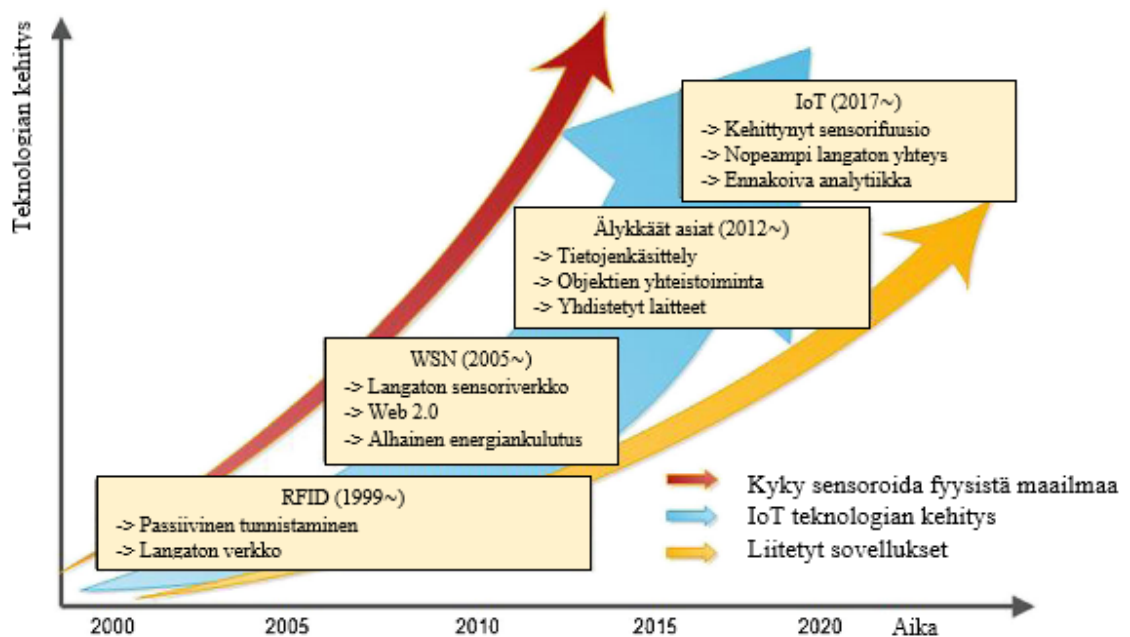 Teknologian kehitys
IoT (2017~)
-> Kehittynyt sensorifuusio
-> Nopeampi langaton yhteys
-> Ennakoiva analytiikka
Älykkäät asiat (2012~)
-> Tietojenkäsittely
-> Objektien yhteistoiminta
-> Yhdistetyt laitteet
WSN (2005~)
-> Langaton sensoriverkko
-> Web 2.0
-> Alhainen energiankulutus
RFID (1999~)
-> Passiivinen tunnistaminen
-> Langaton verkko
Kyky sensoroida fyysistä maailmaa
IoT teknologian kehitys
Liitetyt sovellukset
2000 2005 2010 2015 2020 Aika